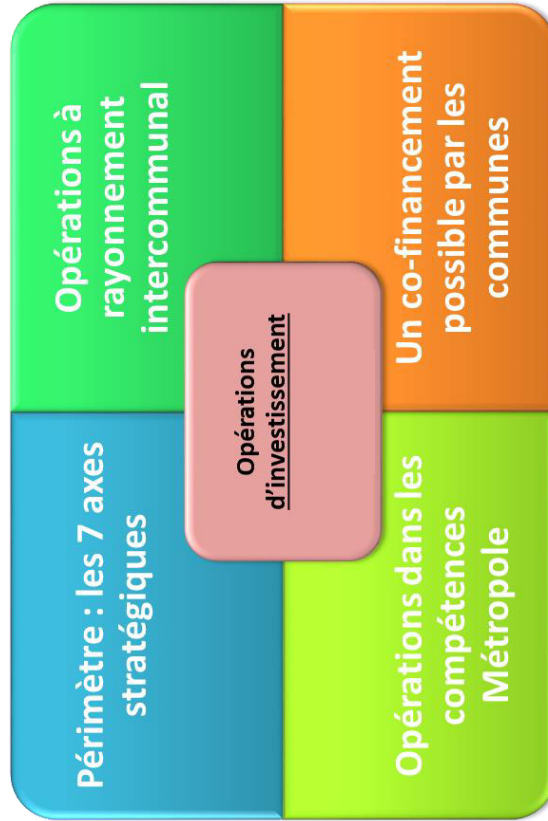 Périmètre : les 7 axes
stratégiques
Opérations à
rayonnement
intercommunal
Opérations
d'investissement
Opérations dans les
compétences
Métropole
Un co-financement
possible par les
communes